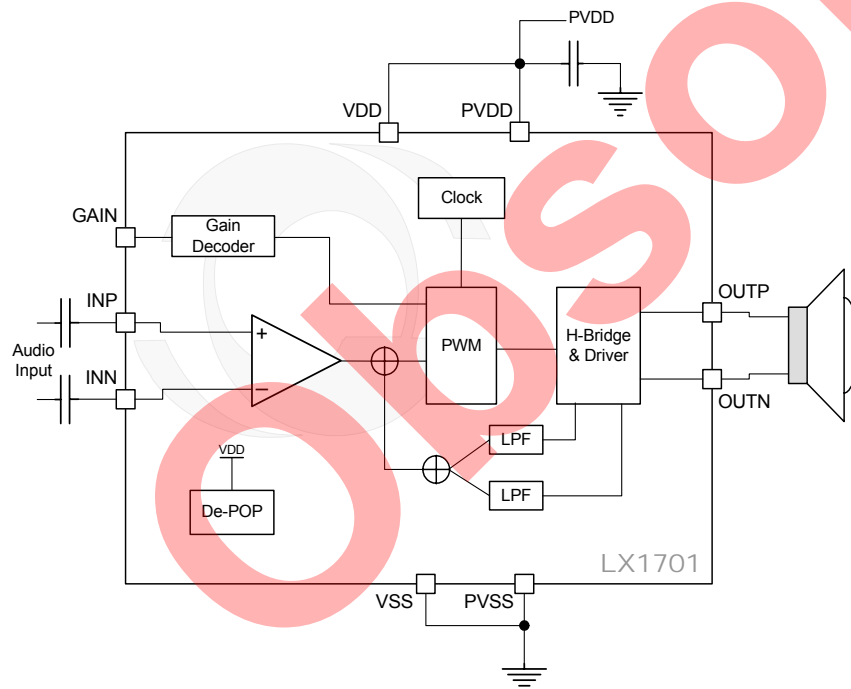 PVDD
VDD
PVDD
Clock
GAIN
Gain
Decoder
INP
OUTP
Audio
Input
+
PWM
H-Bridge
& Driver
INN
−
OUTN
LPF
VDD
LPF
De-POP
LX1701
VSS
PVSS
Obso